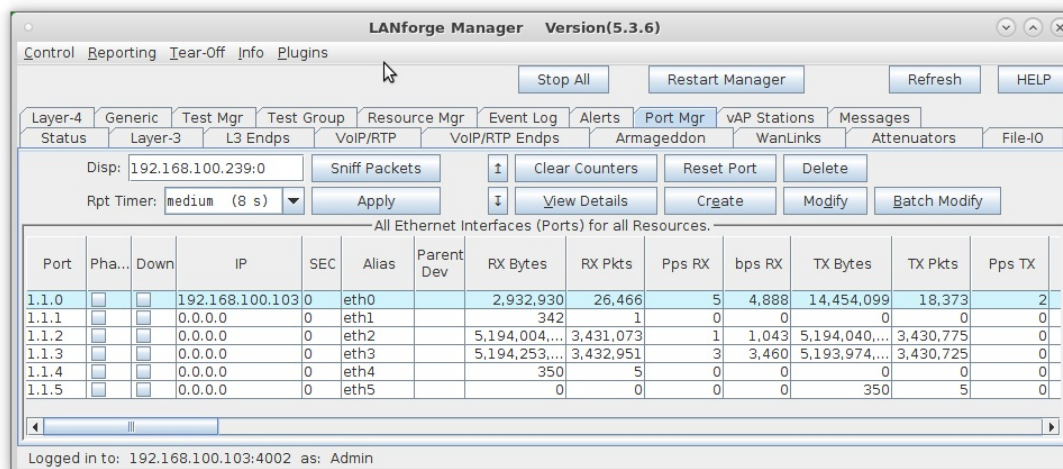 LANforge Manager Version(5.3.6)
Control Reporting Tear-Off Info Plugins
Stop All Restart Manager Refresh HELP
Layer-4 Generic Test Mgr Test Group Resource Mgr Event Log Alerts Port Mgr vAP Stations Messages
Status Layer-3 L3 Endps VoIP/RTP VoIP/RTP Endps Armageddon WanLinks Attenuators File-IO
Disp: 192.168.100.239:0 Sniff Packets ↥ Clear Counters Reset Port Delete
Rpt Timer: medium (8 s) Apply ↧ View Details Create Modify Batch Modify
All Ethernet Interfaces (Ports) for all Resources.
Port Pha... Down IP SEC Alias Parent Dev RX Bytes RX Pkts Pps RX bps RX TX Bytes TX Pkts Pps TX
1.1.0 192.168.100.103 0 eth0 2,932,930 26,466 5 4,888 14,454,099 18,373 2
1.1.1 0.0.0.0 0 eth1 342 1 0 0 0 0 0
1.1.2 0.0.0.0 0 eth2 5,194,004,... 3,431,073 1 1,043 5,194,040,... 3,430,775 0
1.1.3 0.0.0.0 0 eth3 5,194,253,... 3,432,951 3 3,460 5,193,974,... 3,430,725 0
1.1.4 0.0.0.0 0 eth4 350 5 0 0 0 0 0
1.1.5 0.0.0.0 0 eth5 0 0 0 0 350 5 0
Logged in to: 192.168.100.103:4002 as: Admin